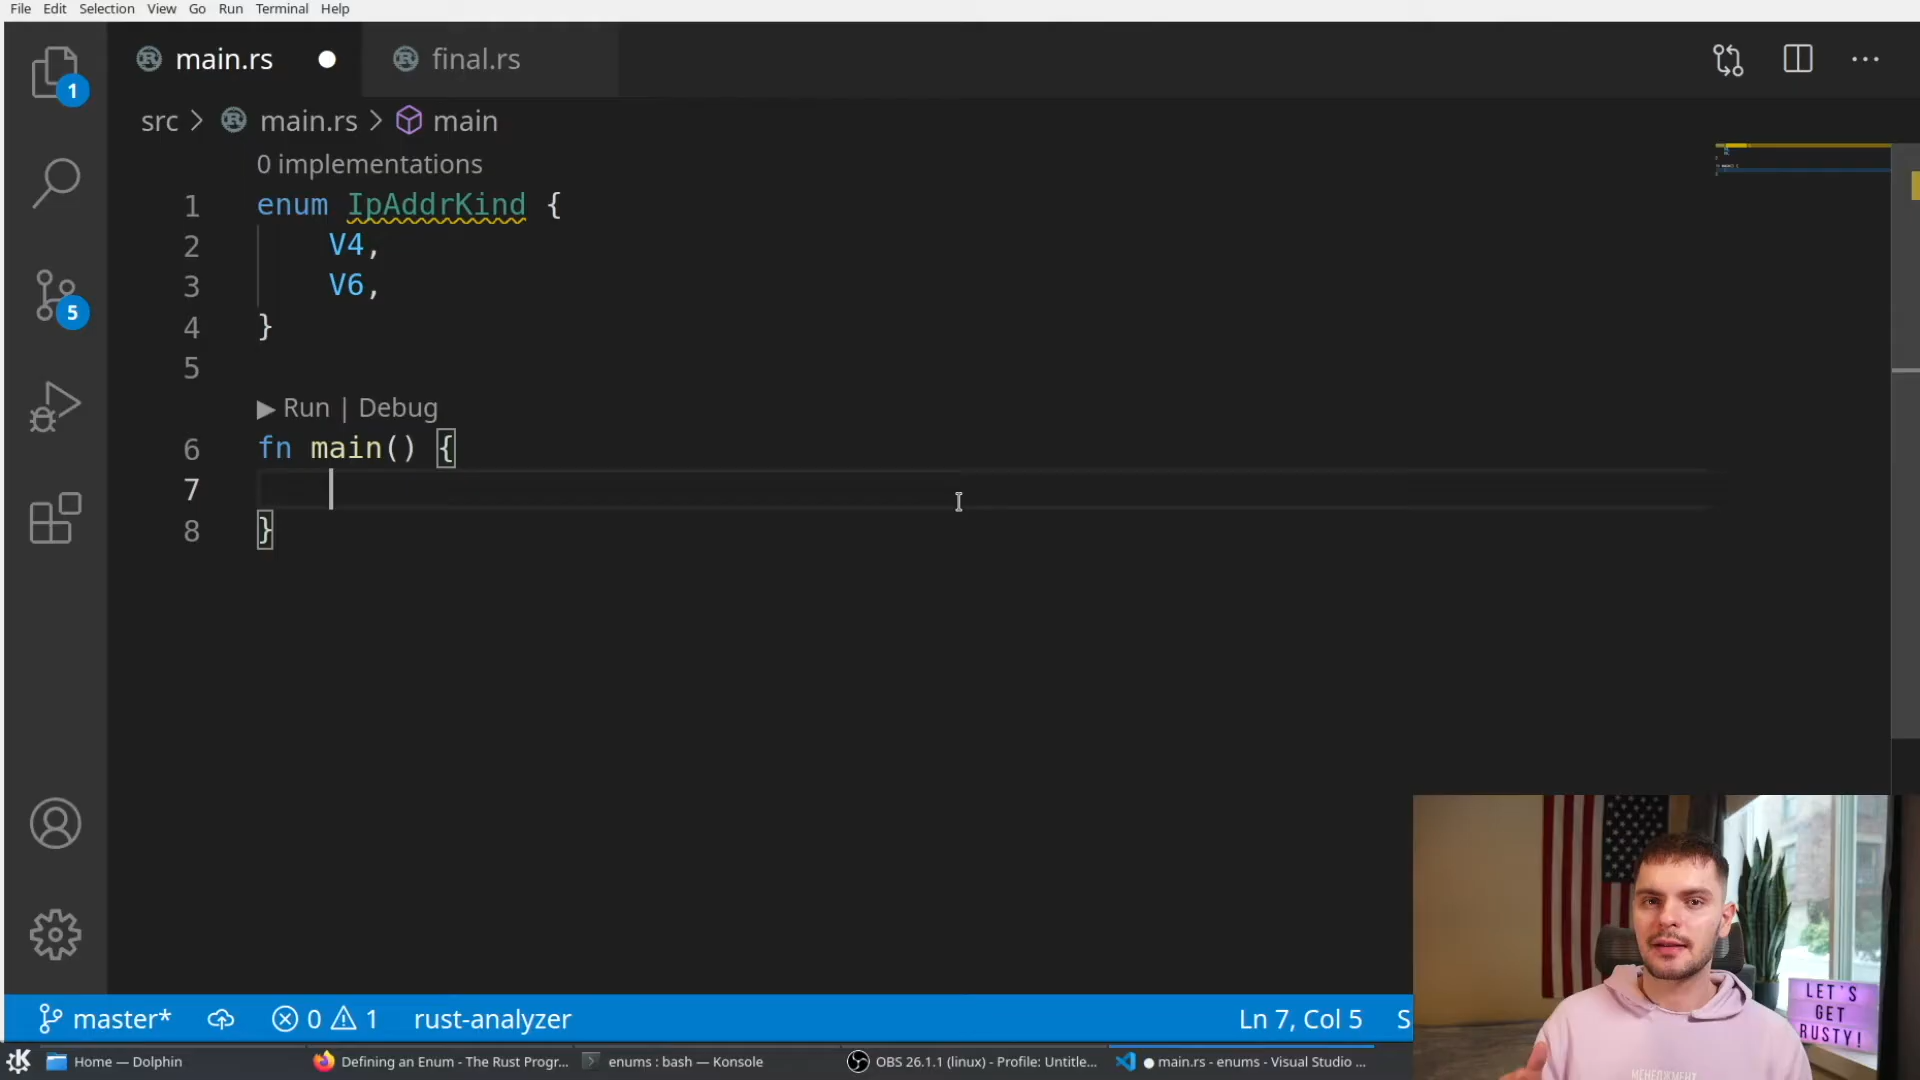 File Edit Selection View Go Run Terminal Help
main.rs final.rs
1
src > main.rs > main
0 implementations
1 enum IpAddrKind {
2 V4,
3 V6,
4 }
5
5
▶ Run | Debug
6 fn main() {
7
8 }
LET'S
GET
RUSTY!
МЕНЕДЖМЕНТ
master* 0 1 rust-analyzer Ln 7, Col 5 S
Home — Dolphin Defining an Enum - The Rust Progr... enums : bash — Konsole OBS 26.1.1 (linux) - Profile: Untitle... ● main.rs - enums - Visual Studio ...